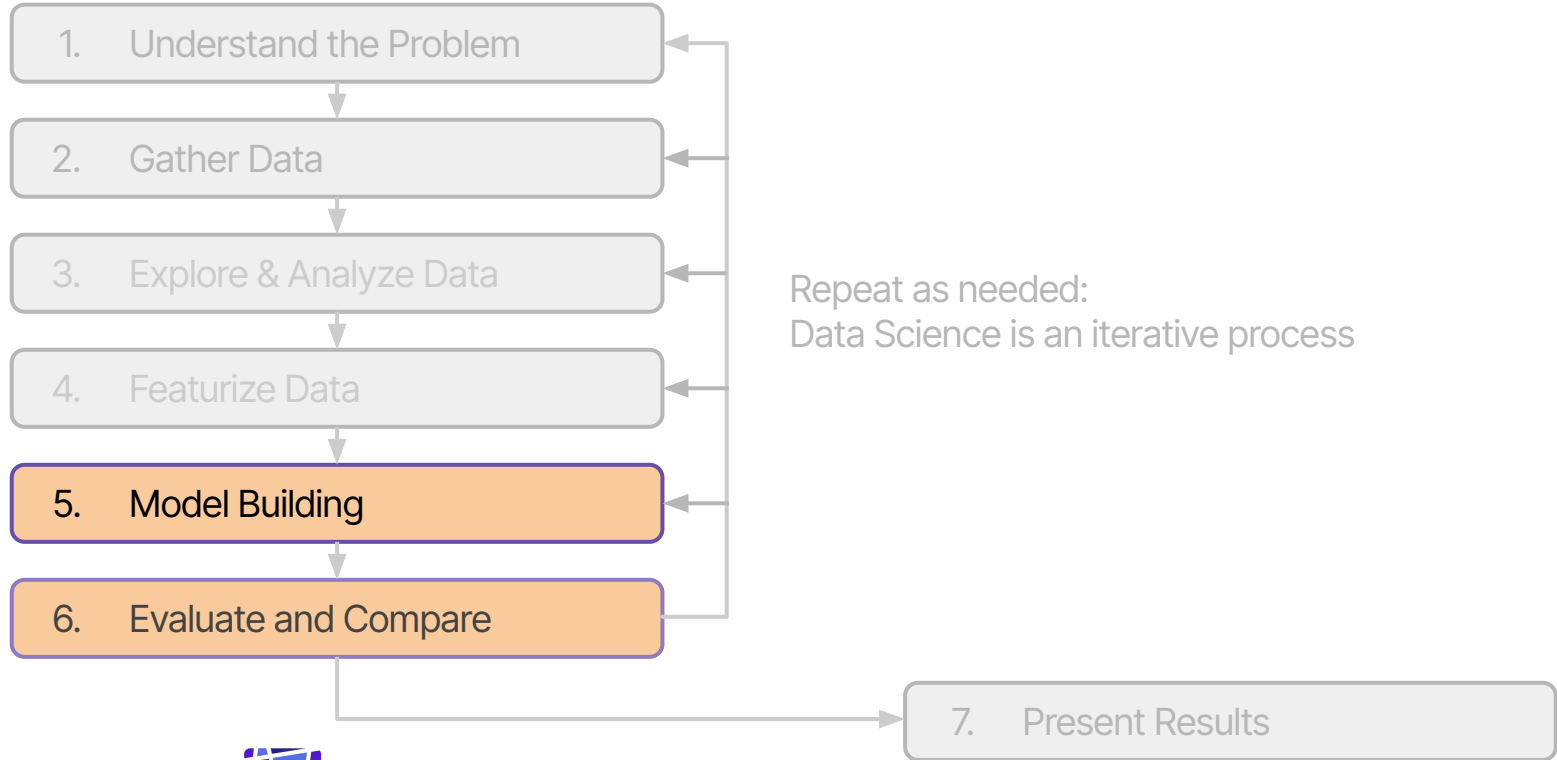 1. Understand the Problem
2. Gather Data
3. Explore & Analyze Data
Repeat as needed:
Data Science is an iterative process
4. Featurize Data
5. Model Building
6. Evaluate and Compare
7. Present Results